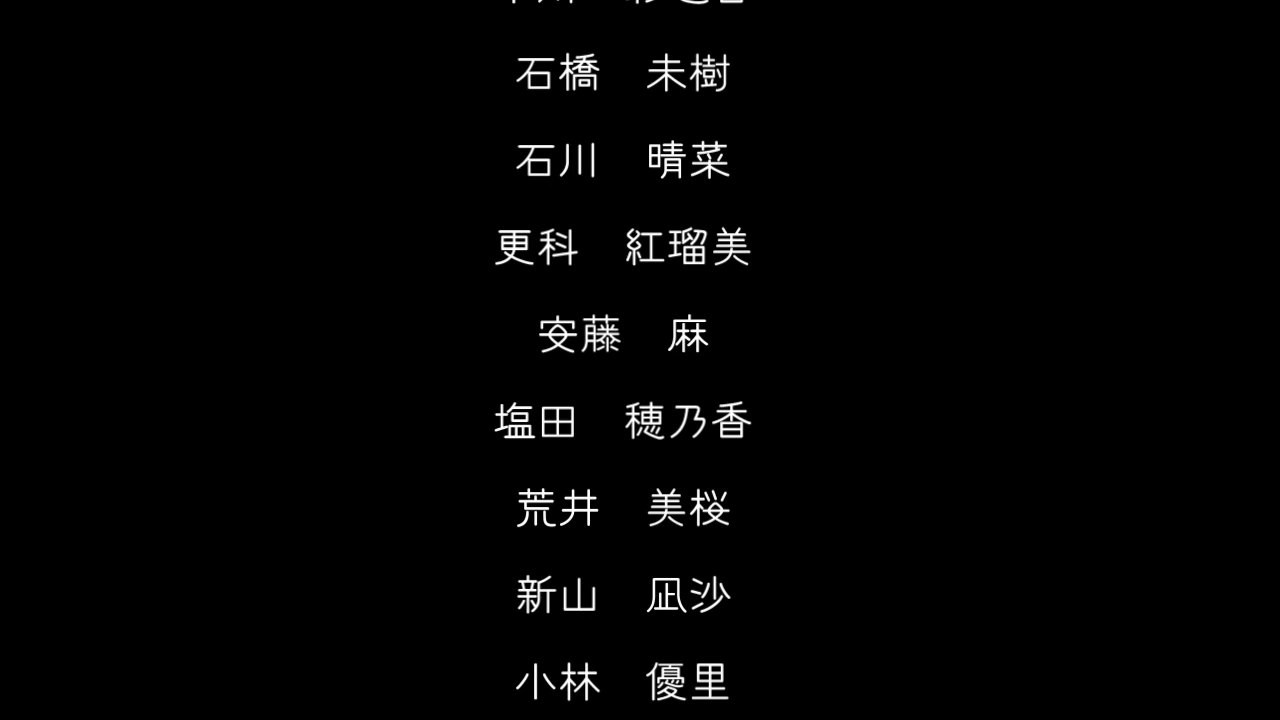 石橋　未樹
石川　晴菜
更科　紅瑠美
安藤　麻
塩田　穂乃香
荒井　美桜
新山　凪沙
小林　優里